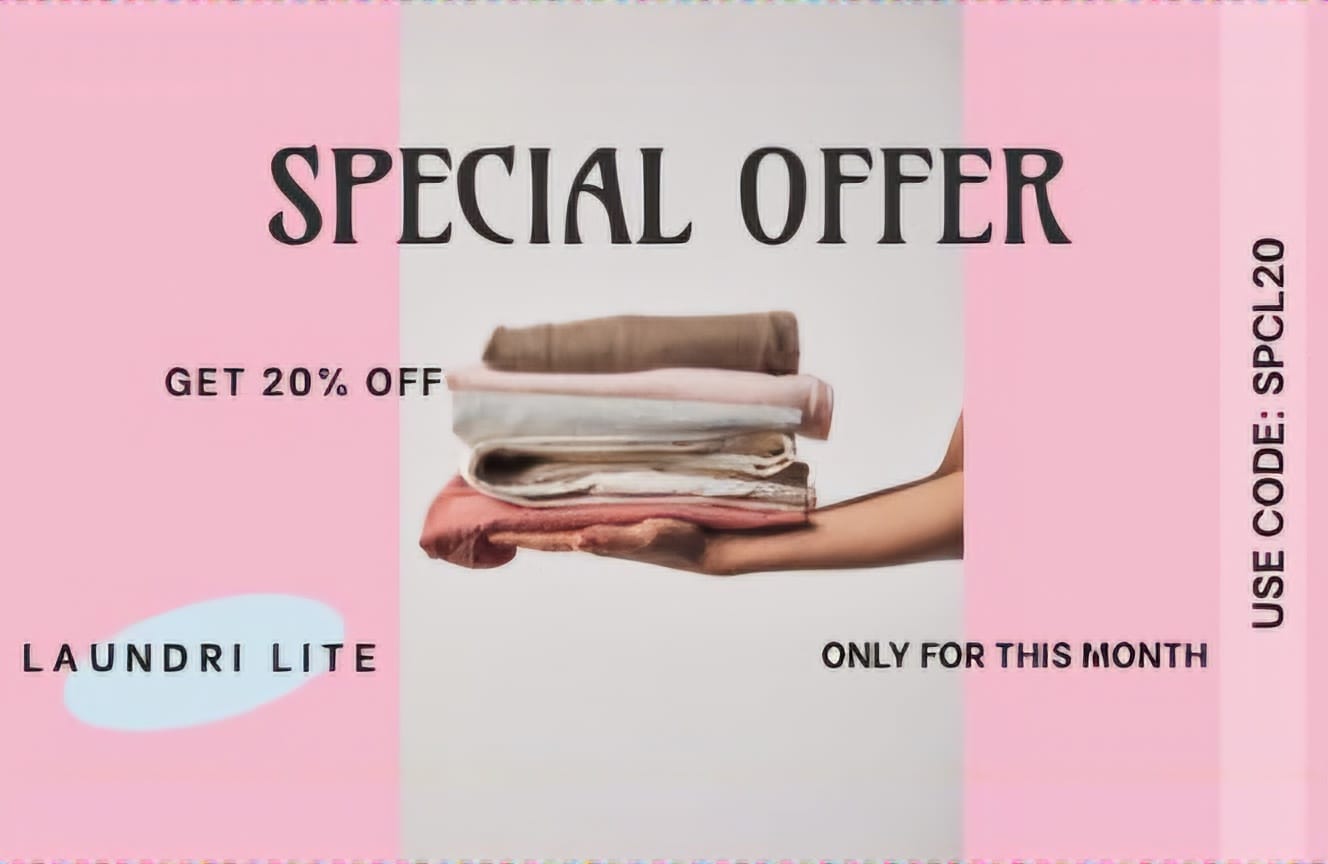 SPECIAL OFFER
GET 20% OFF
LAUNDRI LITE
ONLY FOR THIS MONTH
USE CODE: SPCL20